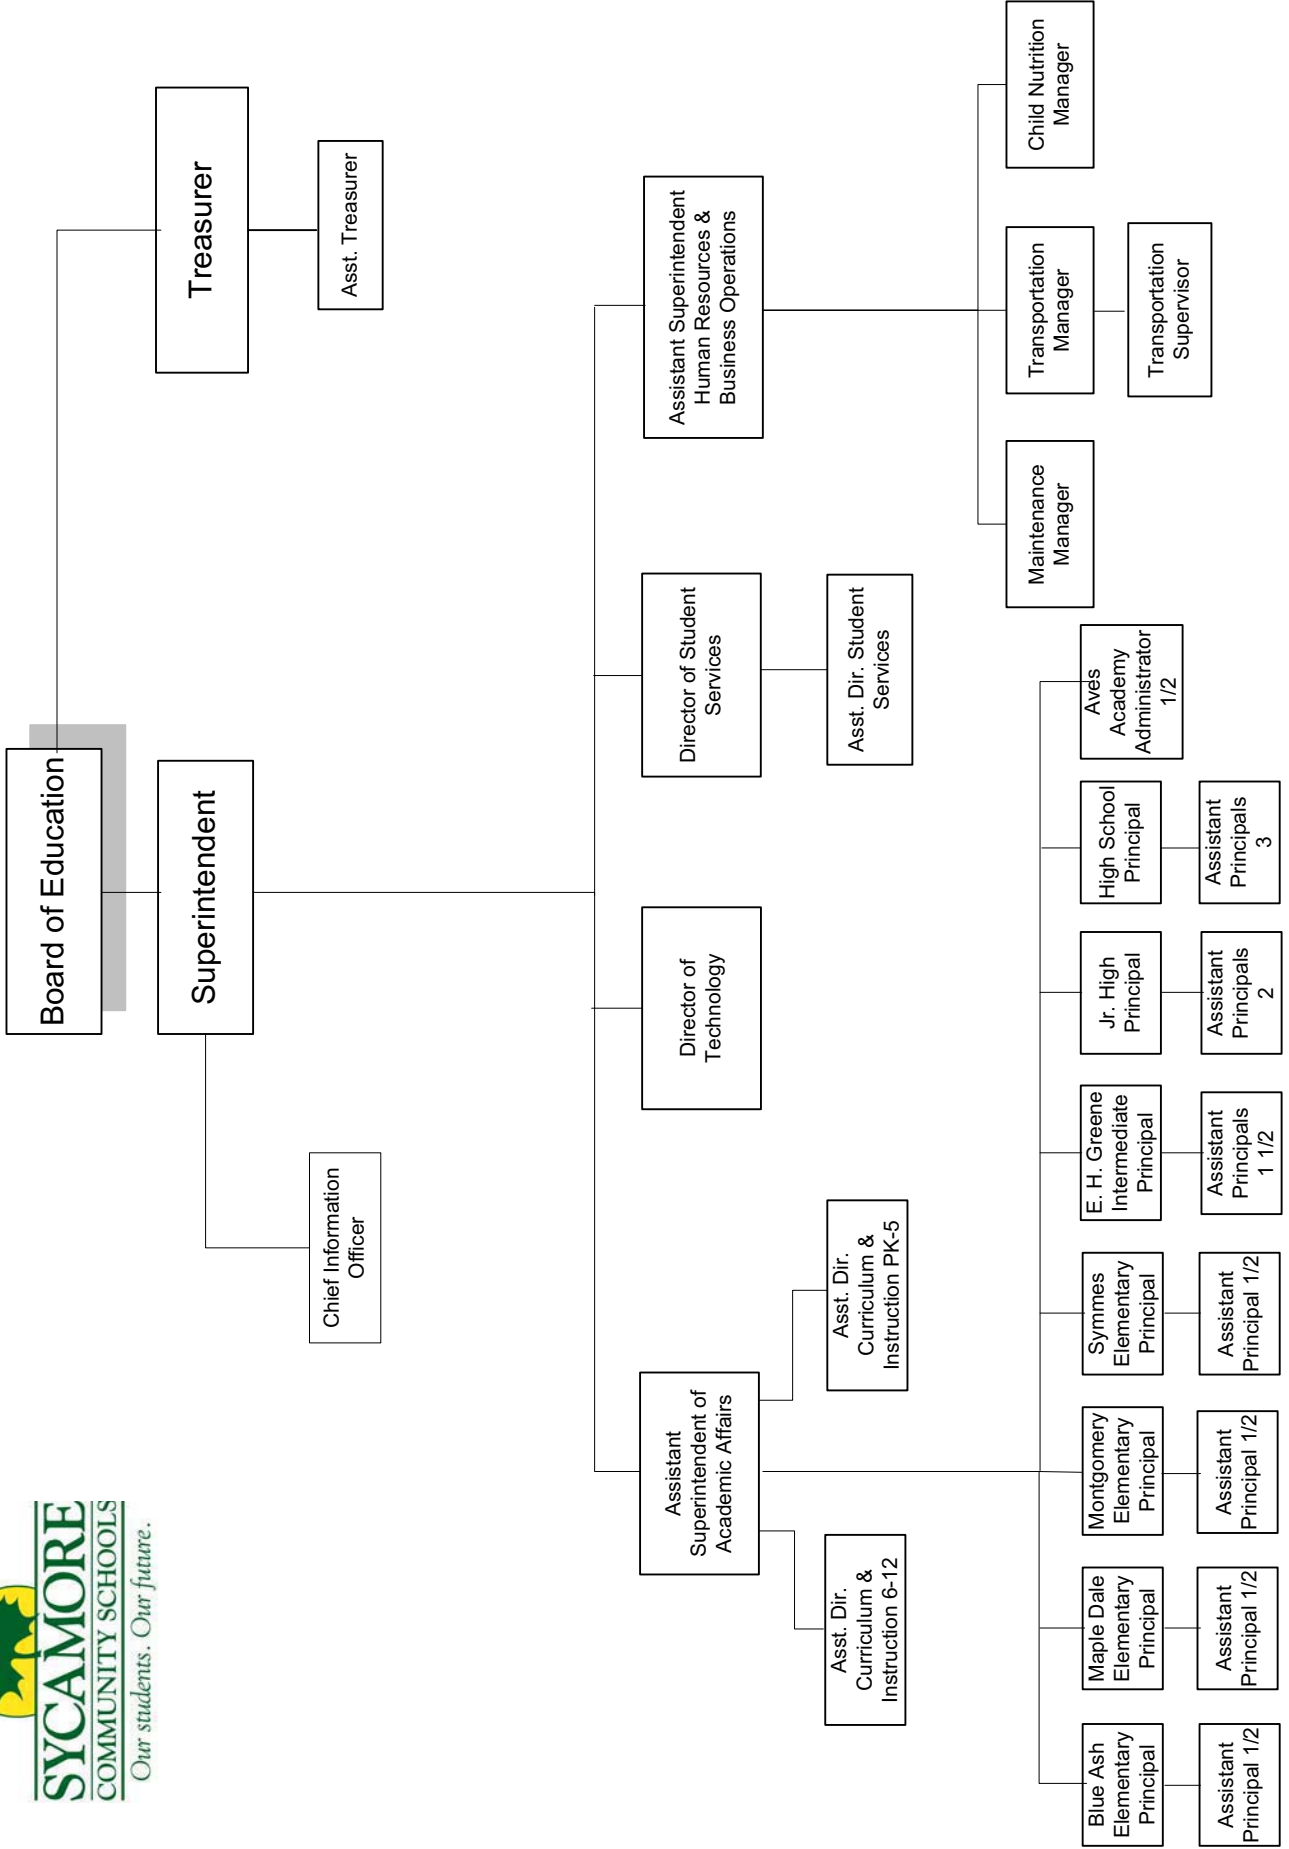 SYCAMORE
COMMUNITY SCHOOLS
Our students. Our future.
Board of Education
Superintendent
Treasurer
Asst. Treasurer
Chief Information
Officer
Assistant
Superintendent of
Academic Affairs
Director of
Technology
Director of Student
Services
Assistant Superintendent
Human Resources &
Business Operations
Asst. Dir.
Curriculum &
Instruction 6-12
Asst. Dir.
Curriculum &
Instruction PK-5
Asst. Dir. Student
Services
Maintenance
Manager
Transportation
Manager
Child Nutrition
Manager
Transportation
Supervisor
Blue Ash
Elementary
Principal
Maple Dale
Elementary
Principal
Montgomery
Elementary
Principal
Symmes
Elementary
Principal
E. H. Greene
Intermediate
Principal
Jr. High
Principal
High School
Principal
Aves
Academy
Administrator
1/2
Assistant
Principal 1/2
Assistant
Principal 1/2
Assistant
Principal 1/2
Assistant
Principal 1/2
Assistant
Principals
1 1/2
Assistant
Principals
2
Assistant
Principals
3